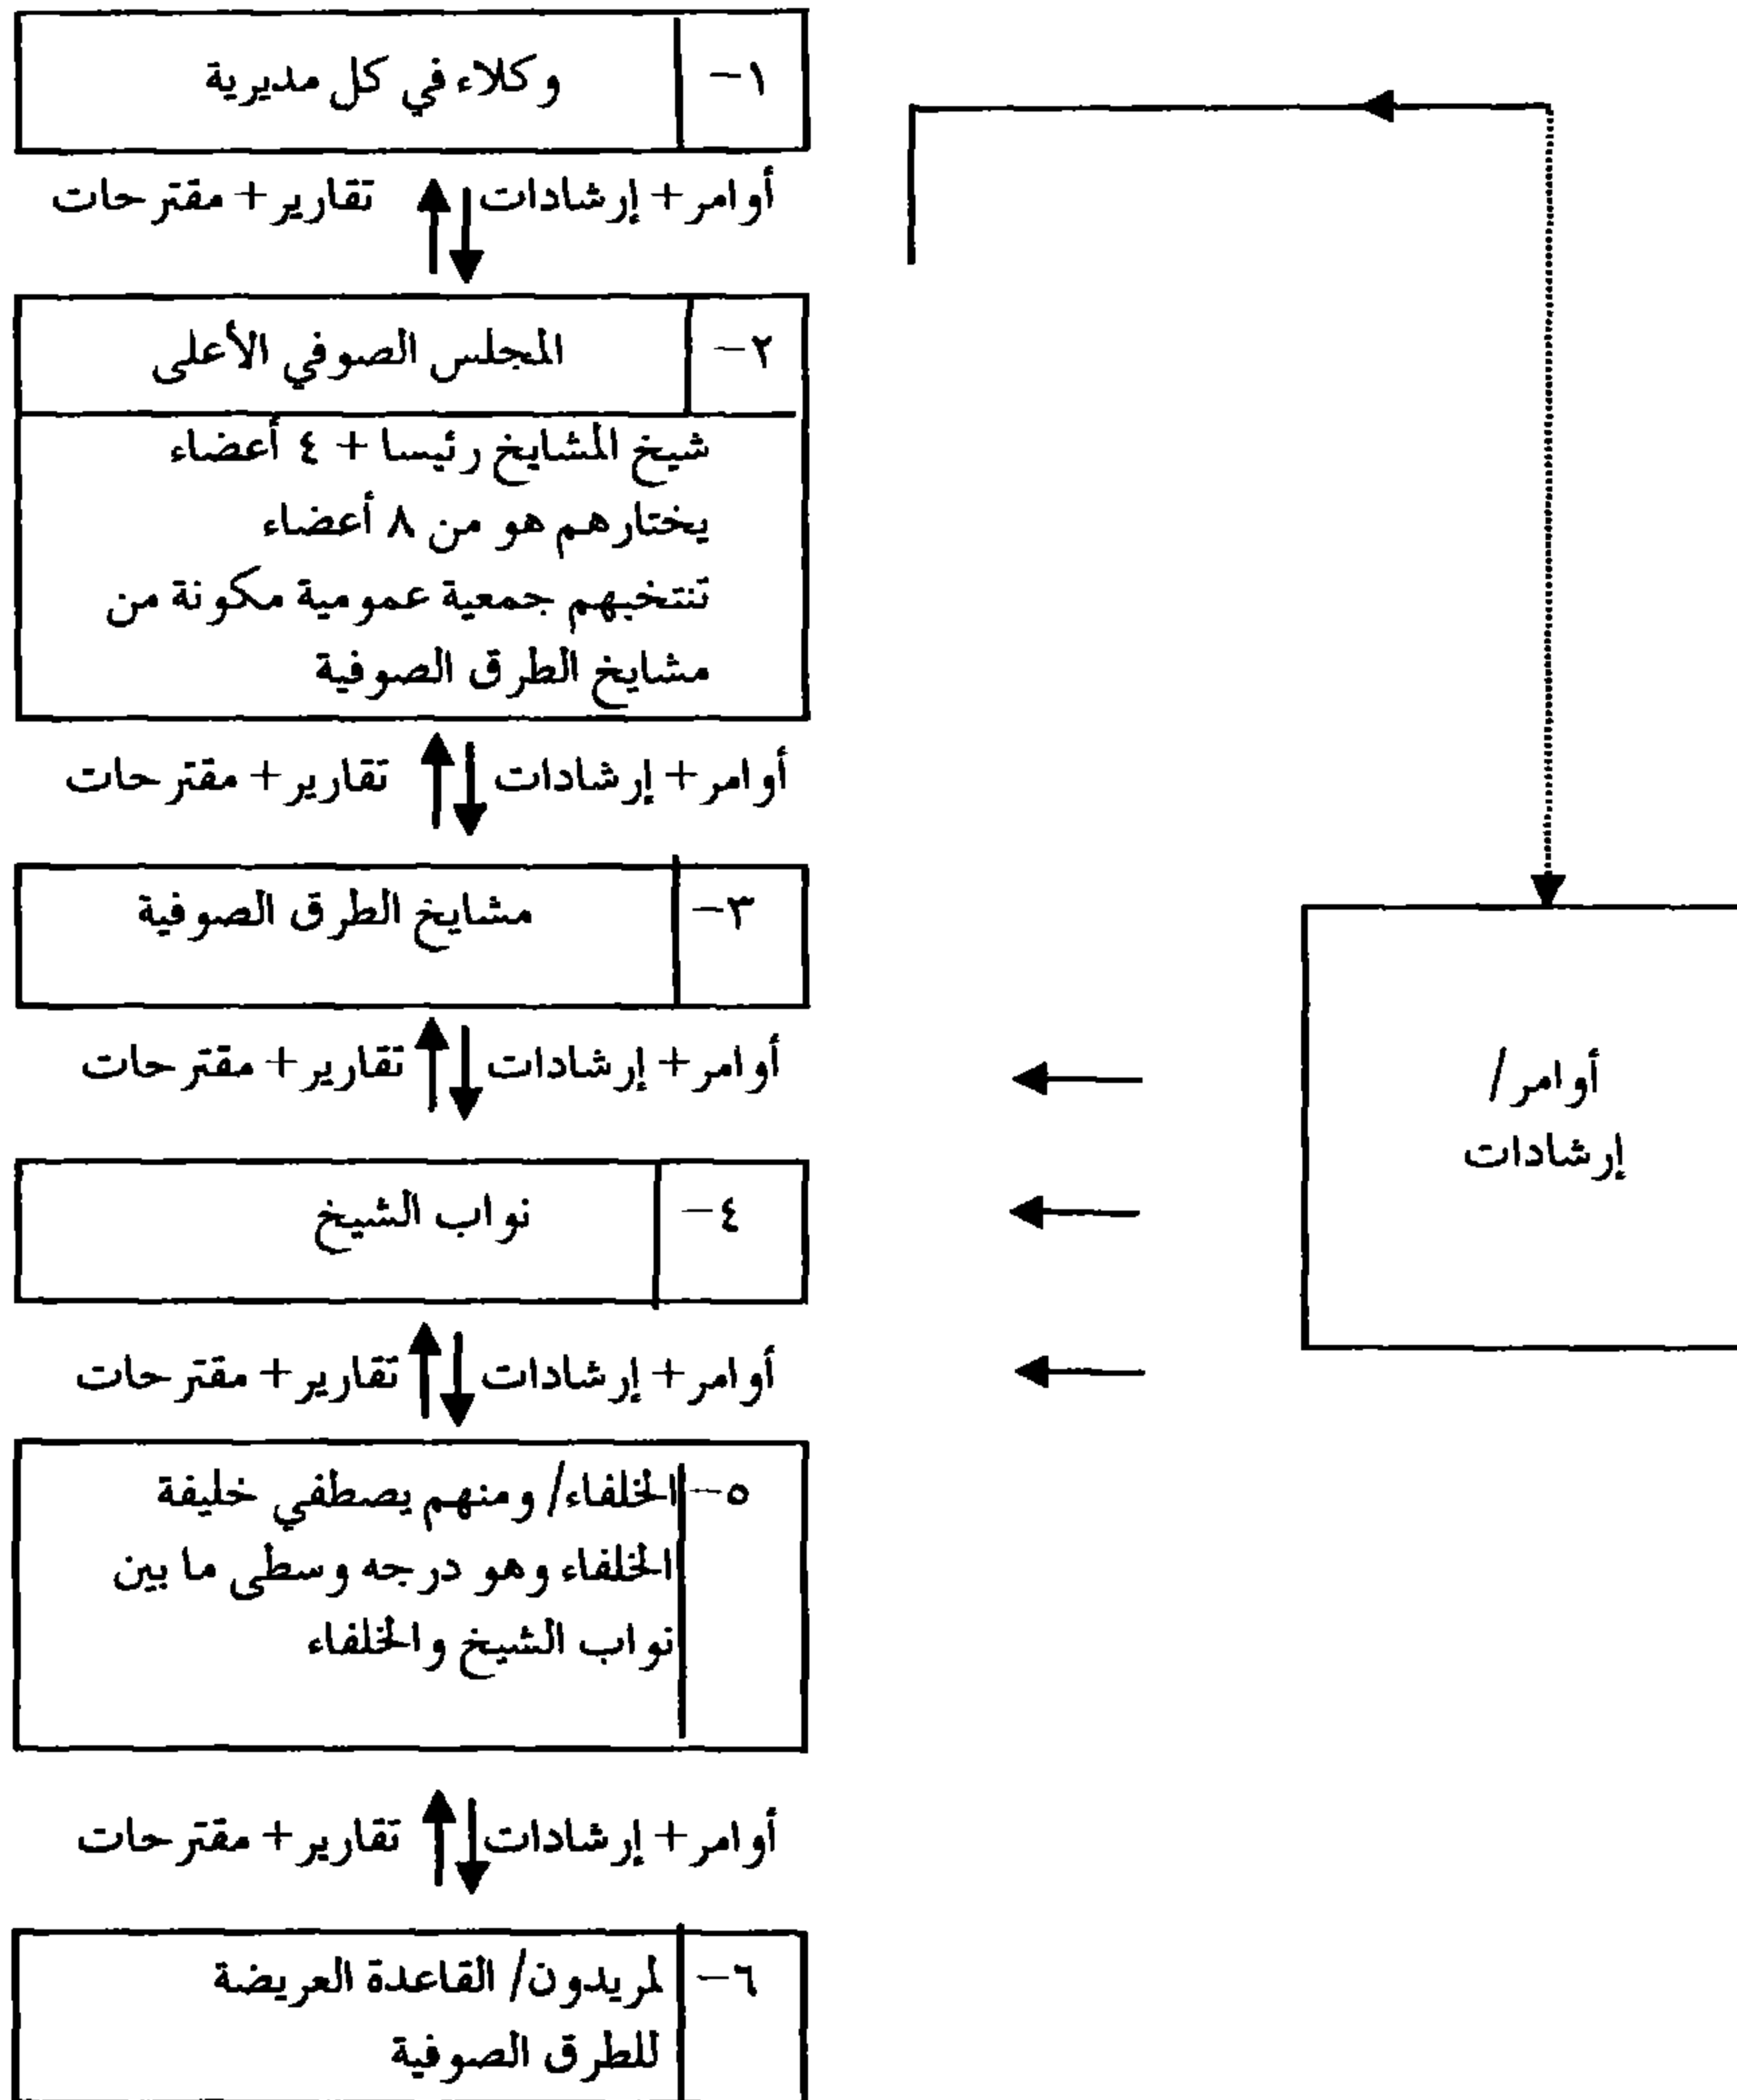 ١- وكلاء في كل مديرية
أوامر+ إرشادات تقارير+ مقترحات
٢- المجلس الصوفي الأعلى
شيخ المشايخ رئيسا + ٤ أعضاء
يختارهم هو من ٨ أعضاء
تنتخبهم جمعية عمومية مكونة من
مشايخ الطرق الصوفية
أوامر+ إرشادات تقارير+ مقترحات
٣- مشايخ الطرق الصوفية
أوامر+ إرشادات تقارير+ مقترحات
أوامر/
إرشادات
٤- نواب الشيخ
أوامر+ إرشادات تقارير+ مقترحات
٥- الخلفاء/ ومنهم يصطفي خليفة
الخلفاء وهو درجه وسطى ما بين
نواب الشيخ والخلفاء
أوامر+ إرشادات تقارير+ مقترحات
٦- لمريدون/ القاعدة العريضة
للطرق الصوفية